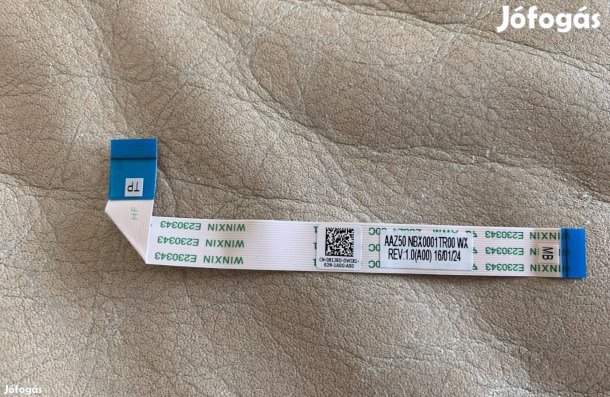 Jófogás
TP
HF
WINXIN E230343
WINXIN E230343
WINXIN E230343
WINXIN E230343
WINXIN E230343
WINXIN E230343
AAZ50 NBX0001TR00 WX
REV:1.0(A00) 16/01/24
MB
Jófogás